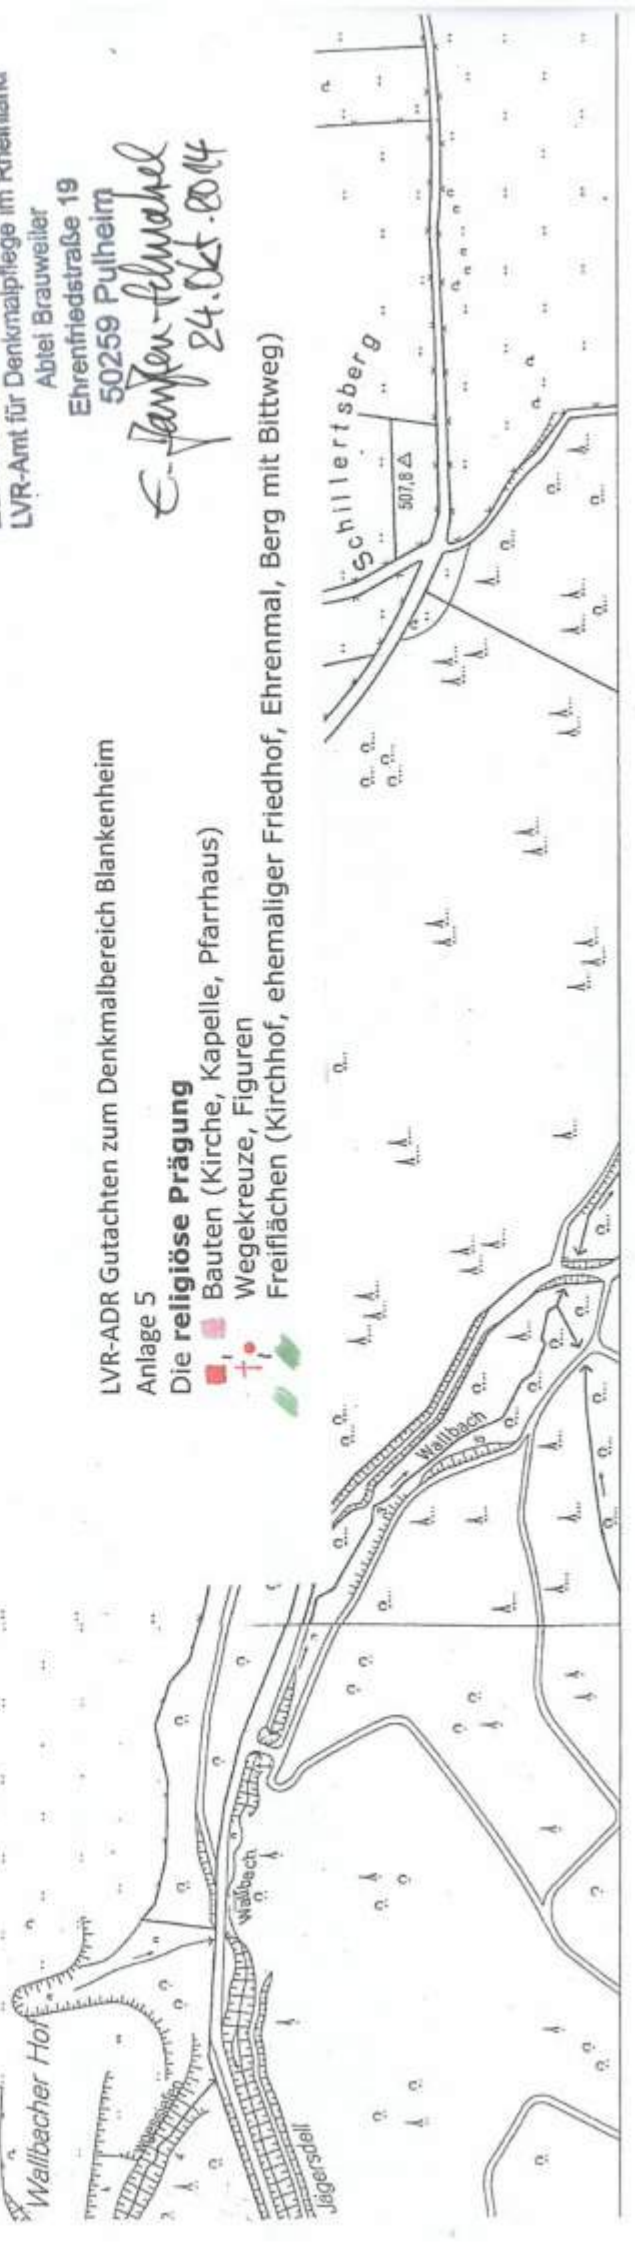 LVR-Amt für Denkmalpflege im Rheinland
Abtei Brauweiler
Ehrenfriedstraße 19
50259 Pulheim
24. Okt. 2014
LVR-ADR Gutachten zum Denkmalbereich Blankenheim
Anlage 5
Die religiöse Prägung
Bauten (Kirche, Kapelle, Pfarrhaus)
Wegekreuze, Figuren
Freiflächen (Kirchhof, ehemaliger Friedhof, Ehrenmal, Berg mit Bittweg)
Schillertsberg
507,8
Wallbach
Wallbacher Hof
Wallbach
Jägersdell